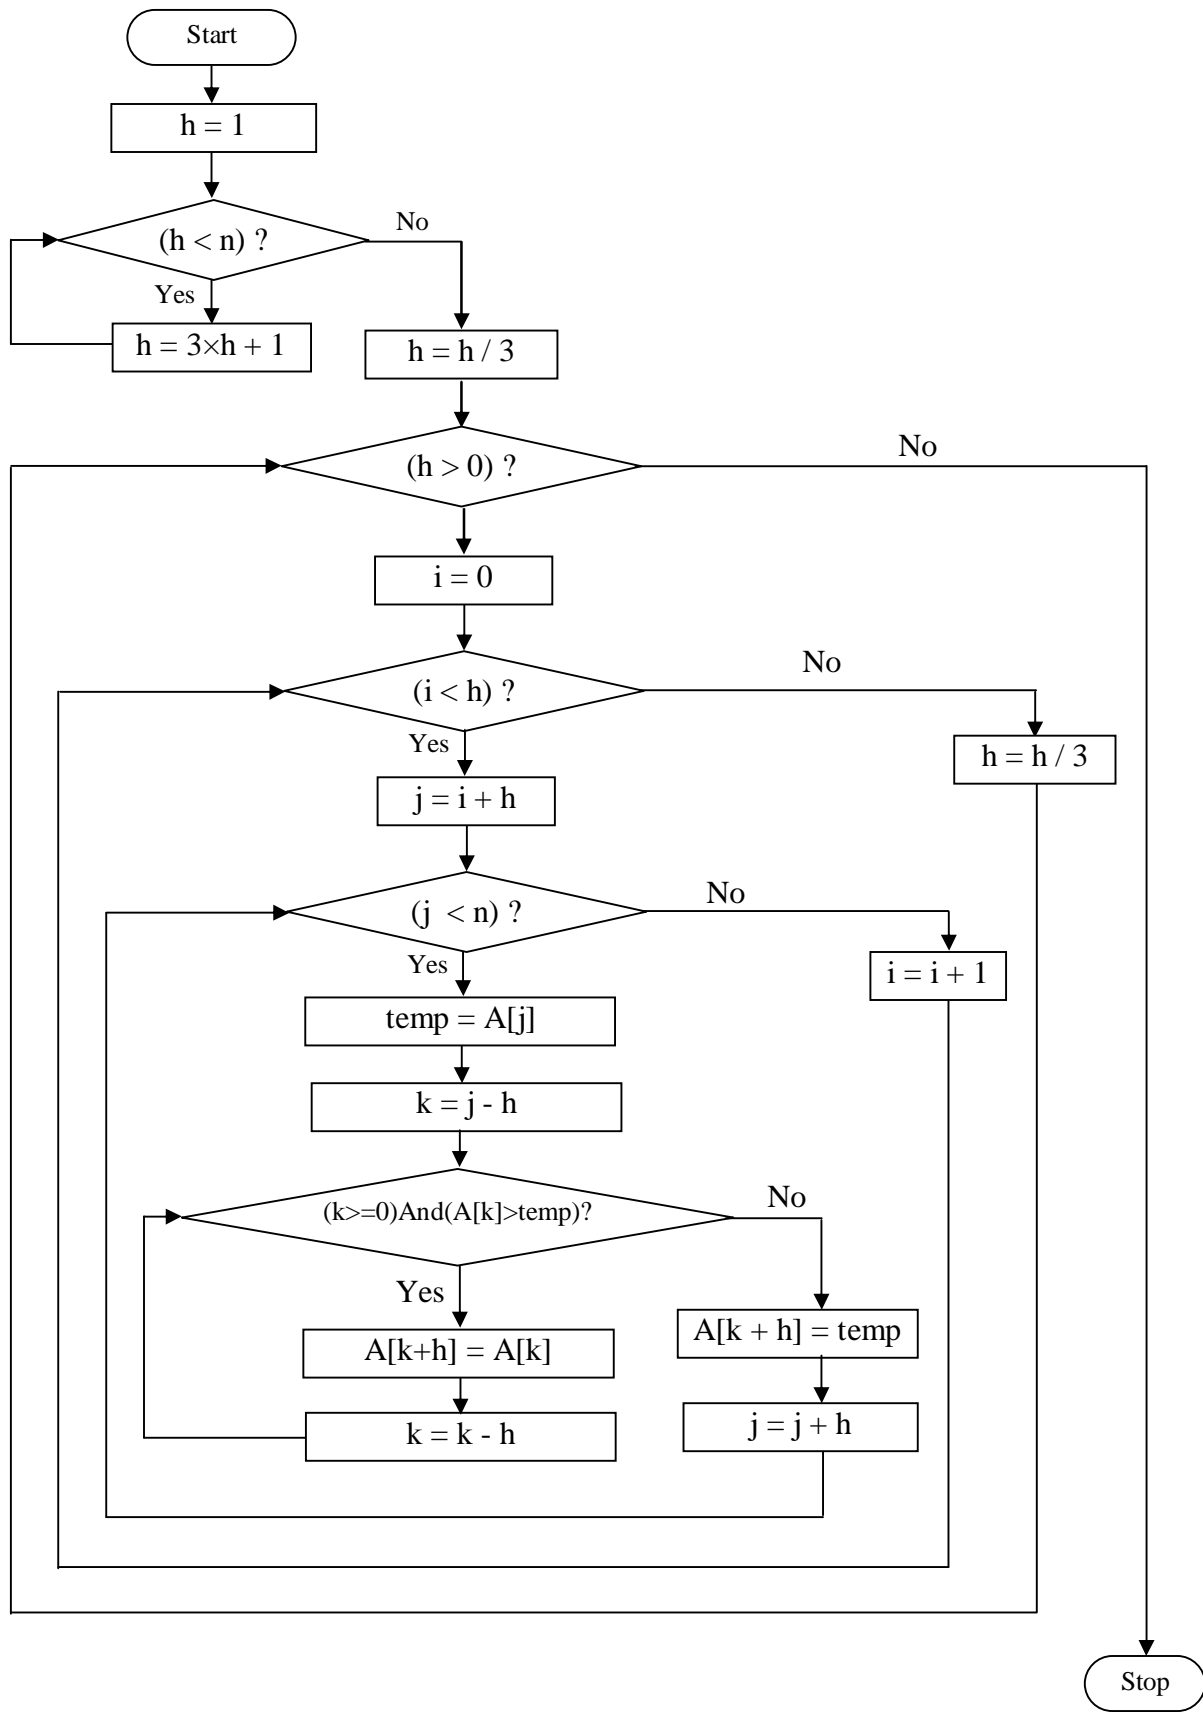 Start
h = 1
(h < n) ?
No
Yes
h = 3×h + 1
h = h / 3
(h > 0) ?
No
i = 0
(i < h) ?
No
Yes
h = h / 3
j = i + h
(j < n) ?
No
Yes
i = i + 1
temp = A[j]
k = j - h
(k>=0)And(A[k]>temp)?
No
Yes
A[k + h] = temp
A[k+h] = A[k]
j = j + h
k = k - h
Stop